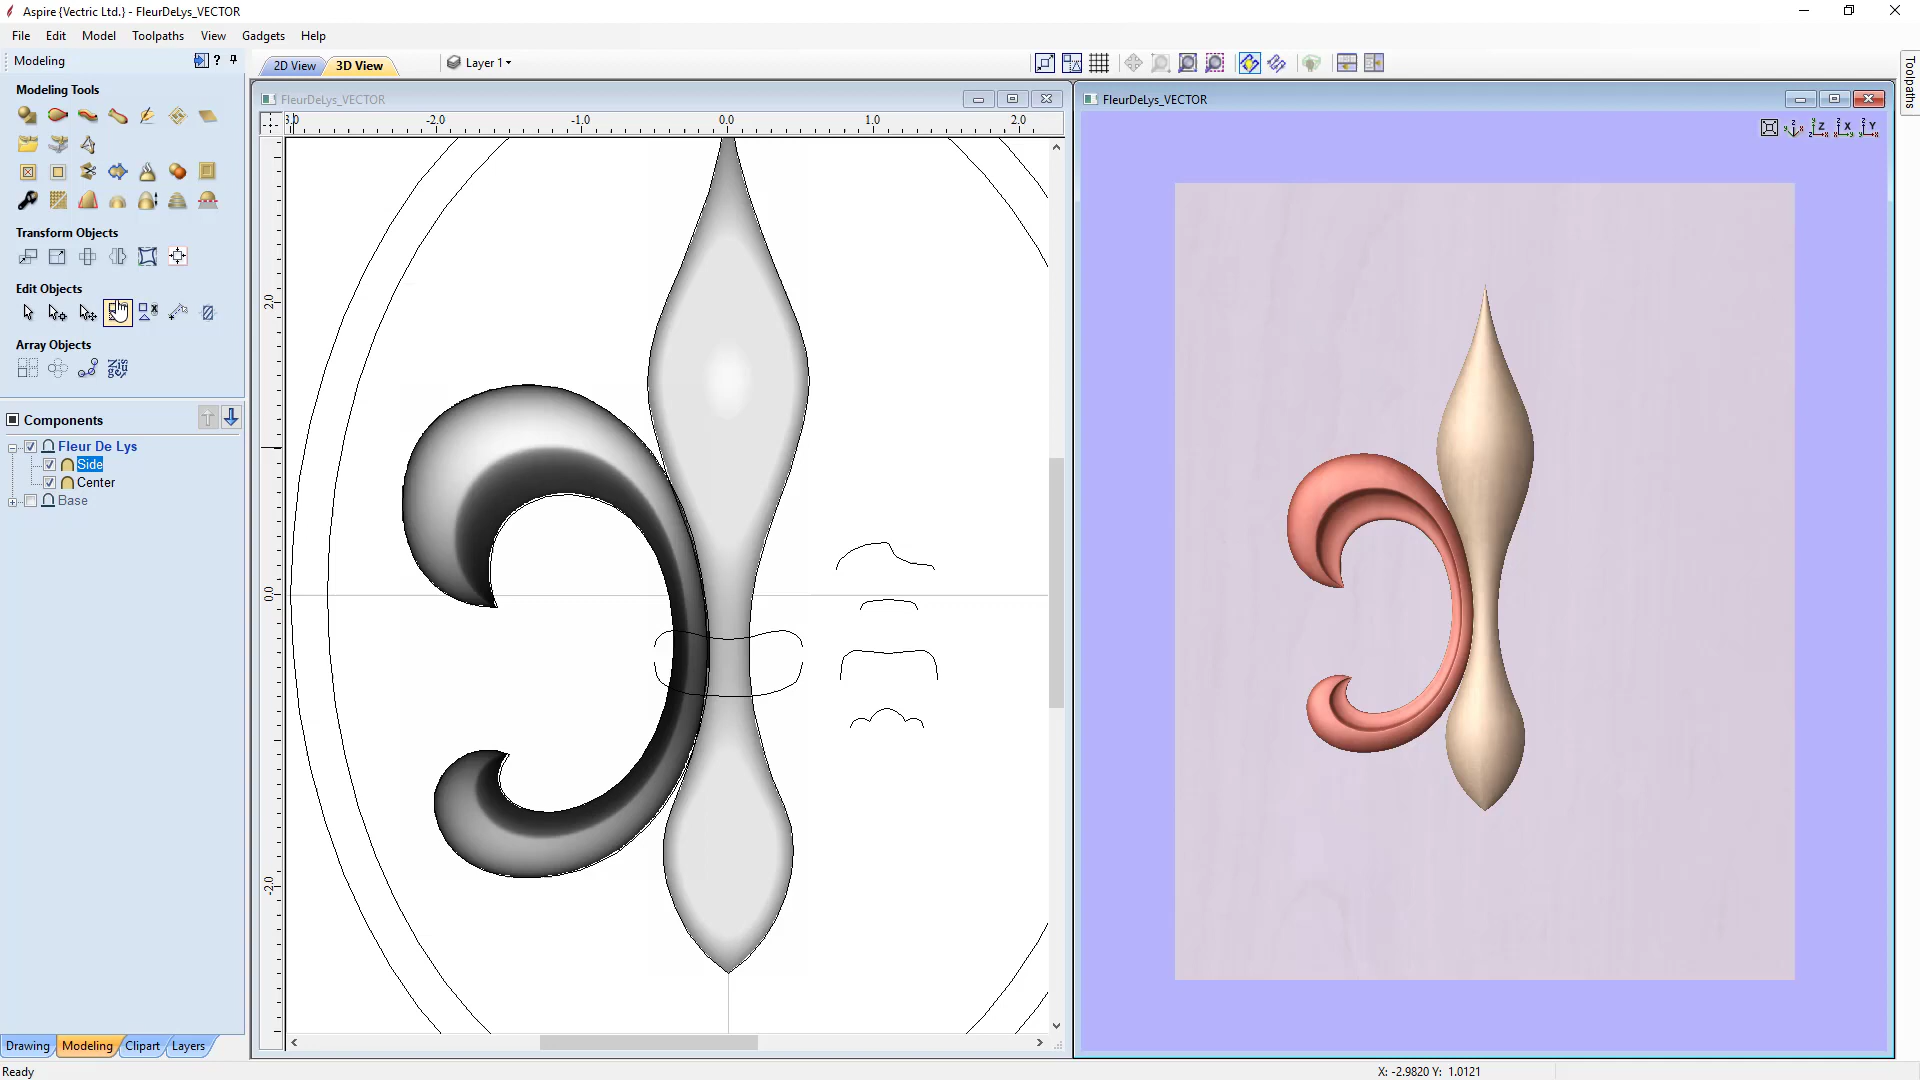 Aspire {Vectric Ltd.} - FleurDeLys_VECTOR
File Edit Model Toolpaths View Gadgets Help
Modeling ?
2D View 3D View Layer 1
Toolpaths
Modeling Tools
Transform Objects
Edit Objects
Array Objects
Components
Fleur De Lys
Side
Center
Base
FleurDeLys_VECTOR
3.0 -2.0 -1.0 0.0 1.0 2.0
2.0
0.0
-2.0
FleurDeLys_VECTOR
Drawing Modeling Clipart Layers
Ready
X: -2.9820 Y: 1.0121